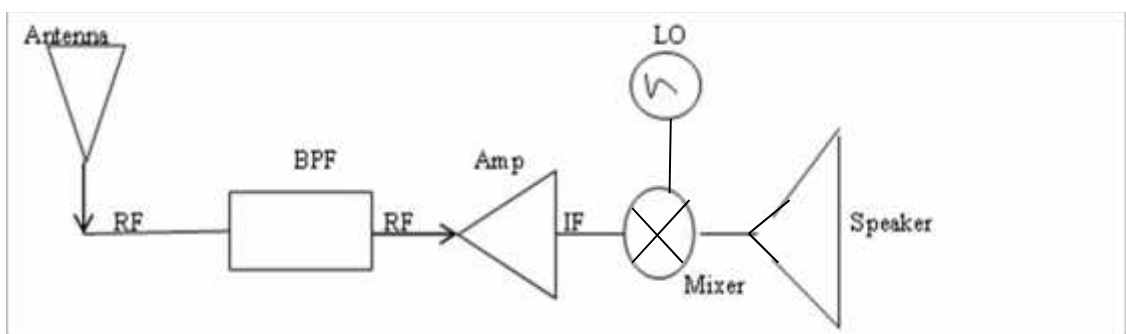 Antenna
LO
BPF
Amp
RF
RF
IF
Speaker
Mixer